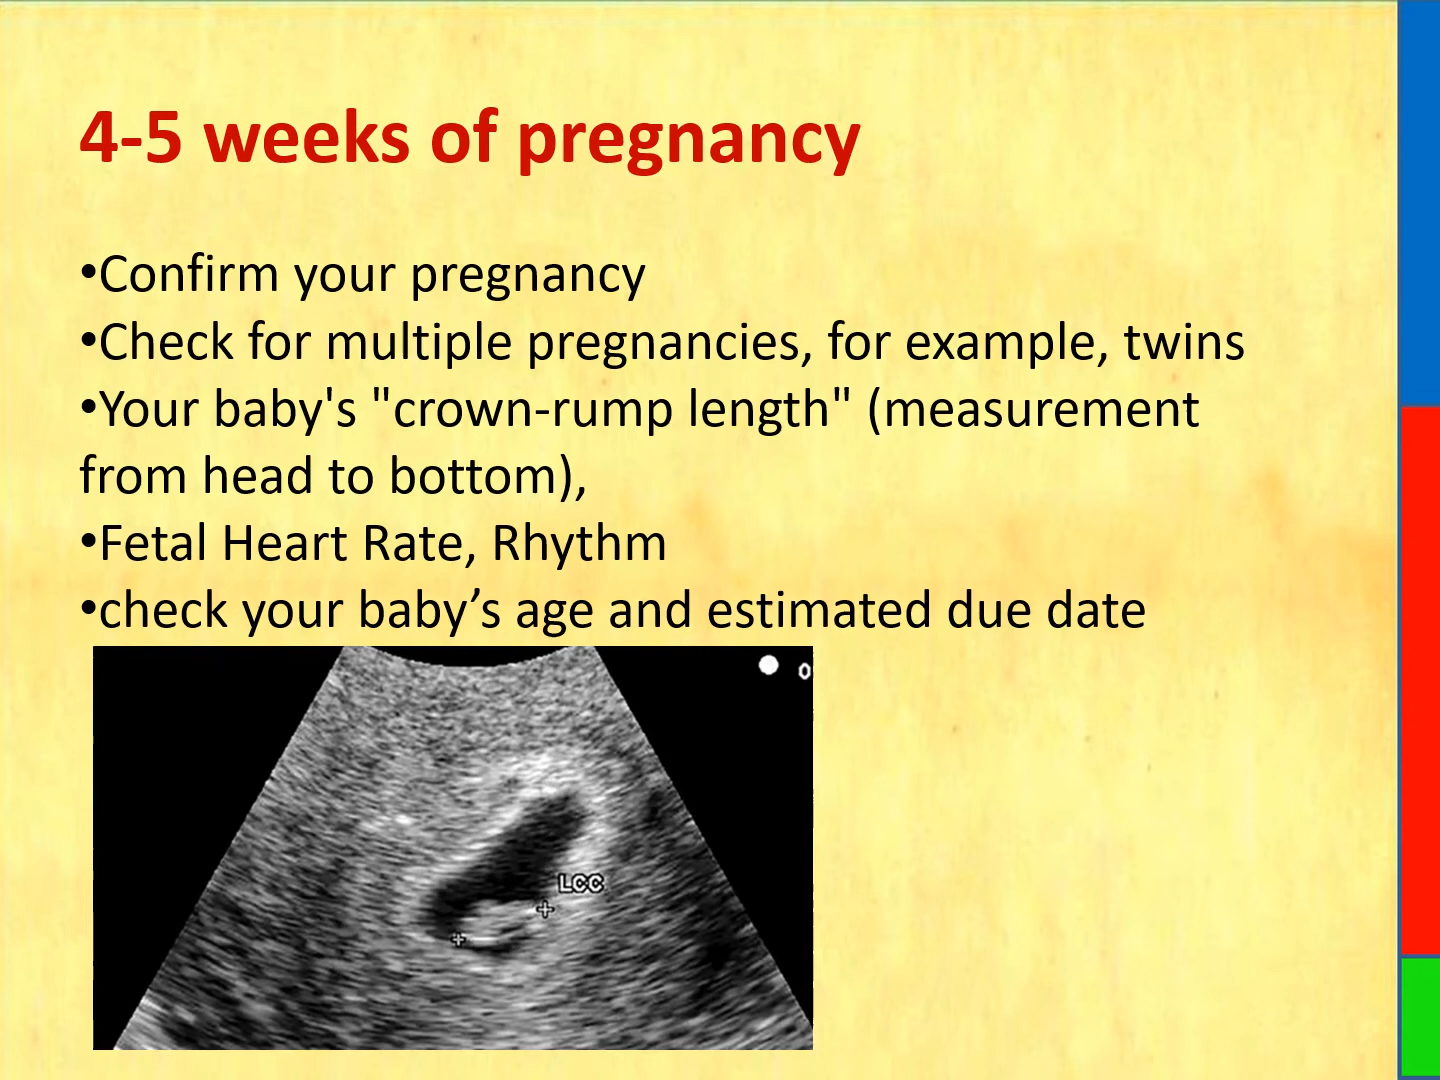 4-5 weeks of pregnancy
•Confirm your pregnancy
•Check for multiple pregnancies, for example, twins
•Your baby's "crown-rump length" (measurement
from head to bottom),
•Fetal Heart Rate, Rhythm
•check your baby’s age and estimated due date
0
LCC